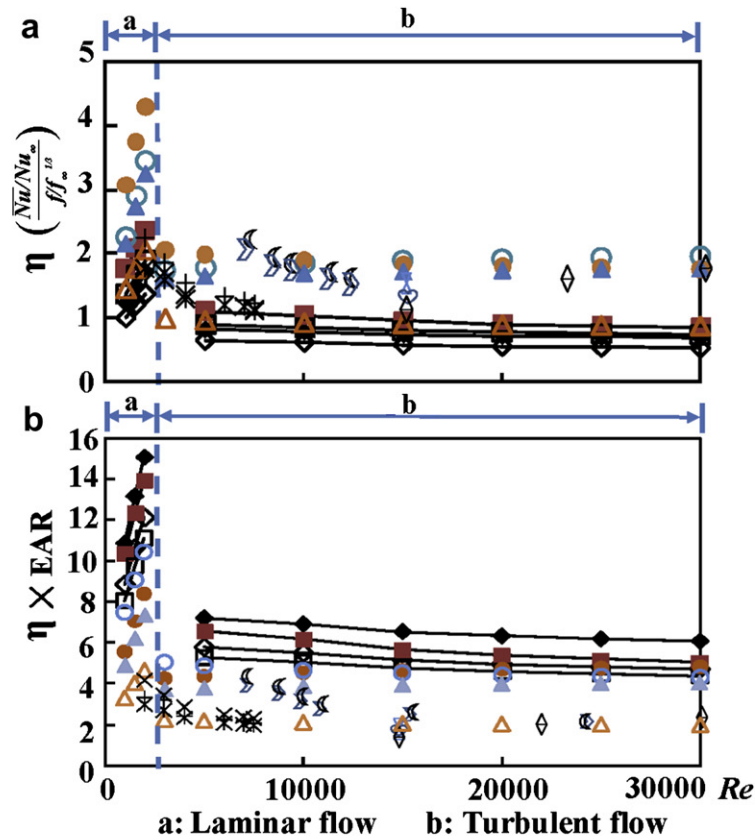 a
a b
5
4
3
2
1
0
η ( N̅u̅/Nu∞ / f/f∞^1/3 )
b
a b
16
14
12
10
8
6
4
2
0
η × EAR
0 10000 20000 30000 Re
a: Laminar flow b: Turbulent flow